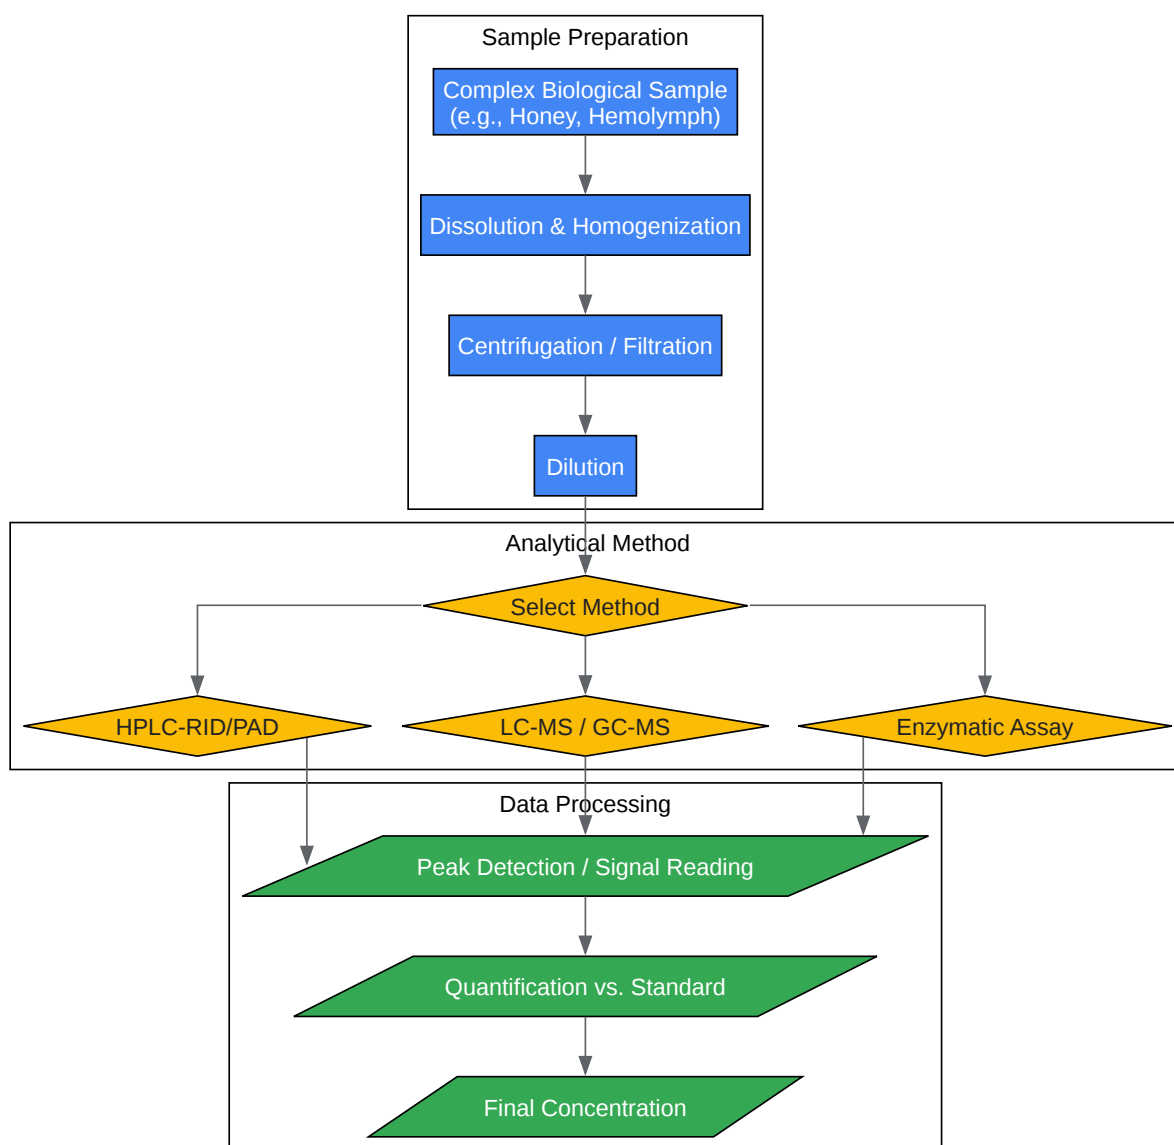 Sample Preparation
Complex Biological Sample
(e.g., Honey, Hemolymph)
Dissolution & Homogenization
Centrifugation / Filtration
Dilution
Analytical Method
Select Method
HPLC-RID/PAD
LC-MS / GC-MS
Enzymatic Assay
Data Processing
Peak Detection / Signal Reading
Quantification vs. Standard
Final Concentration